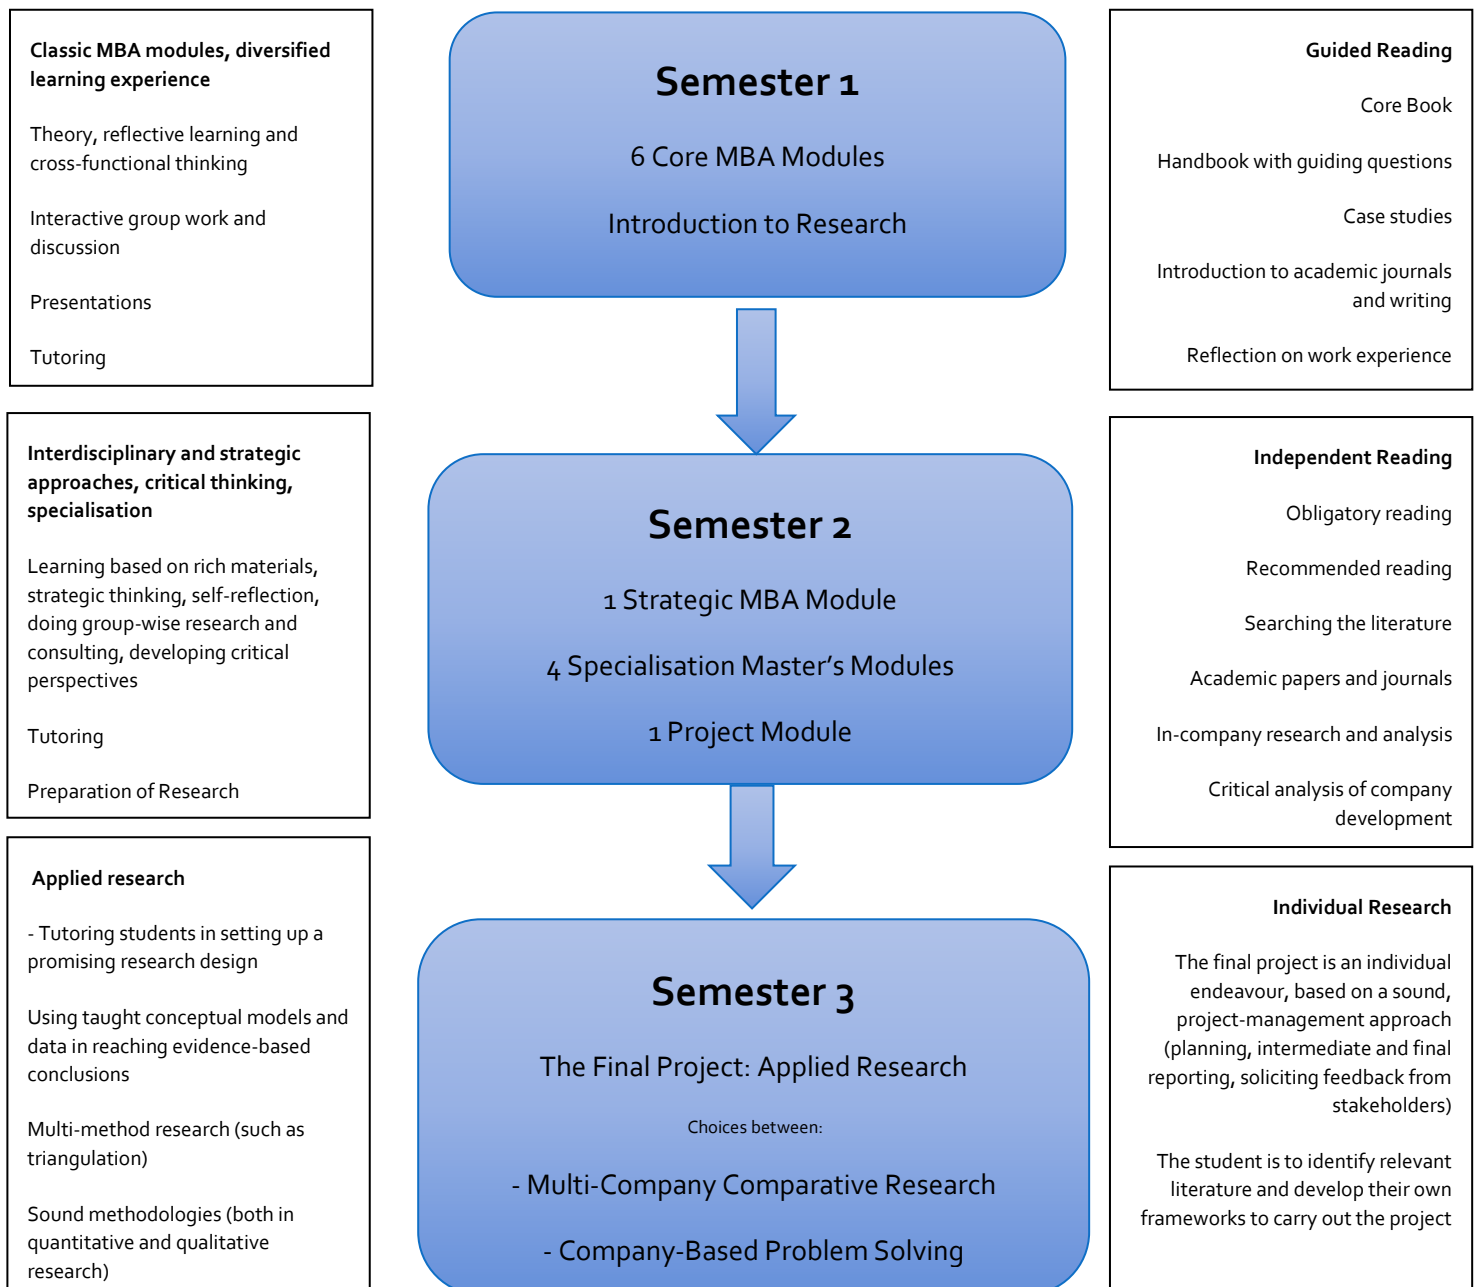 Classic MBA modules, diversified
learning experience
Theory, reflective learning and
cross-functional thinking
Interactive group work and
discussion
Presentations
Tutoring
Semester 1
6 Core MBA Modules
Introduction to Research
Guided Reading
Core Book
Handbook with guiding questions
Case studies
Introduction to academic journals
and writing
Reflection on work experience
Interdisciplinary and strategic
approaches, critical thinking,
specialisation
Learning based on rich materials,
strategic thinking, self-reflection,
doing group-wise research and
consulting, developing critical
perspectives
Tutoring
Preparation of Research
Semester 2
1 Strategic MBA Module
4 Specialisation Master’s Modules
1 Project Module
Independent Reading
Obligatory reading
Recommended reading
Searching the literature
Academic papers and journals
In-company research and analysis
Critical analysis of company
development
Applied research
- Tutoring students in setting up a
promising research design
Using taught conceptual models and
data in reaching evidence-based
conclusions
Multi-method research (such as
triangulation)
Sound methodologies (both in
quantitative and qualitative
research)
Semester 3
The Final Project: Applied Research
Choices between:
- Multi-Company Comparative Research
- Company-Based Problem Solving
Individual Research
The final project is an individual
endeavour, based on a sound,
project-management approach
(planning, intermediate and final
reporting, soliciting feedback from
stakeholders)
The student is to identify relevant
literature and develop their own
frameworks to carry out the project